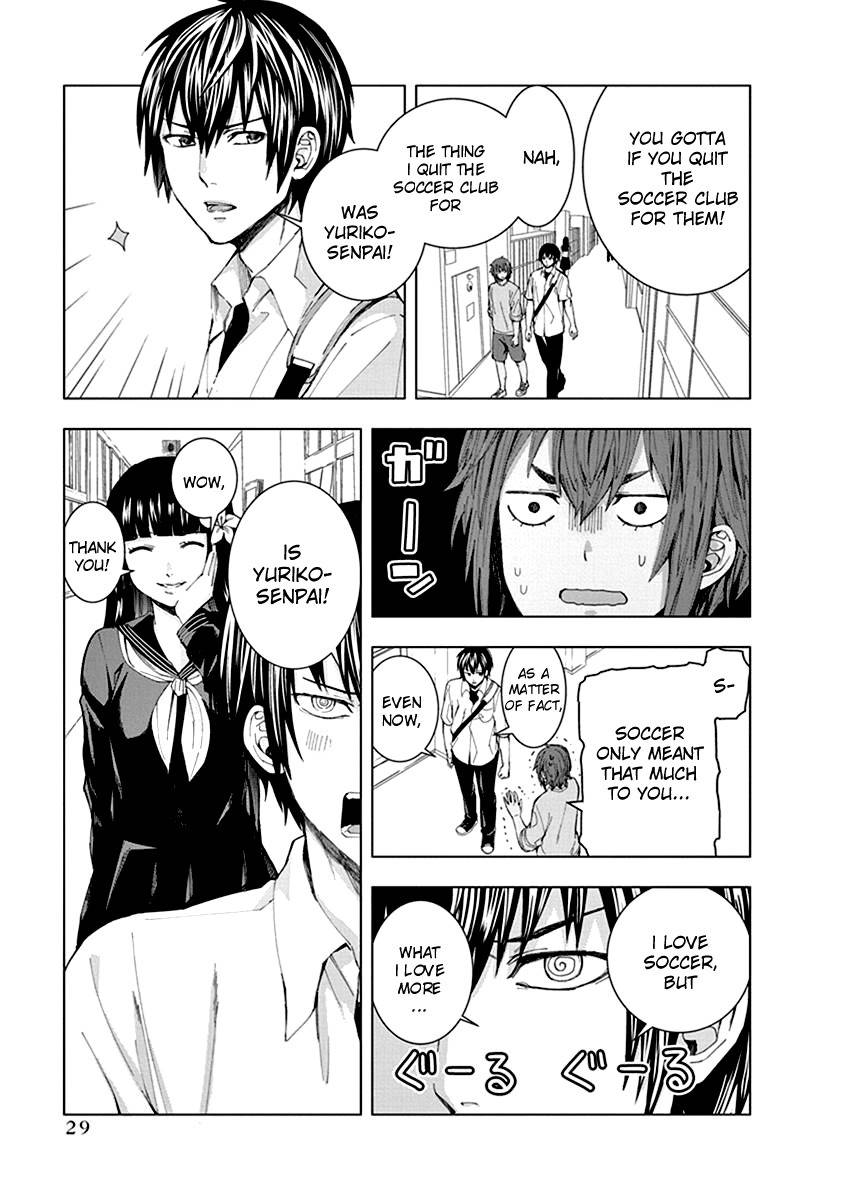 YOU GOTTA
IF YOU QUIT
THE
SOCCER CLUB
FOR THEM!
NAH,
THE THING
I QUIT THE
SOCCER CLUB
FOR
WAS
YURIKO-
SENPAI!
ガーン
S-
SOCCER
ONLY MEANT
THAT MUCH
TO YOU...
AS A
MATTER
OF FACT,
EVEN
NOW,
I LOVE
SOCCER,
BUT
WHAT
I LOVE
MORE
...
ぐーる ぐーる
IS
YURIKO-
SENPAI!
WOW,
THANK
YOU!
29